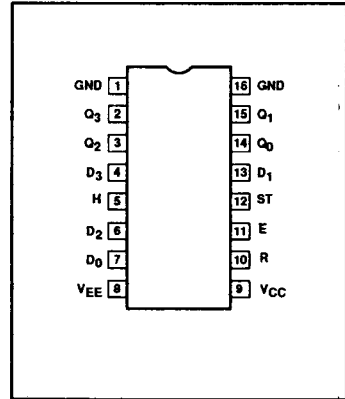 GND 1 16 GND
Q3 2 15 Q1
Q2 3 14 Q0
D3 4 13 D1
H 5 12 ST
D2 6 11 E
D0 7 10 R
VEE 8 9 VCC